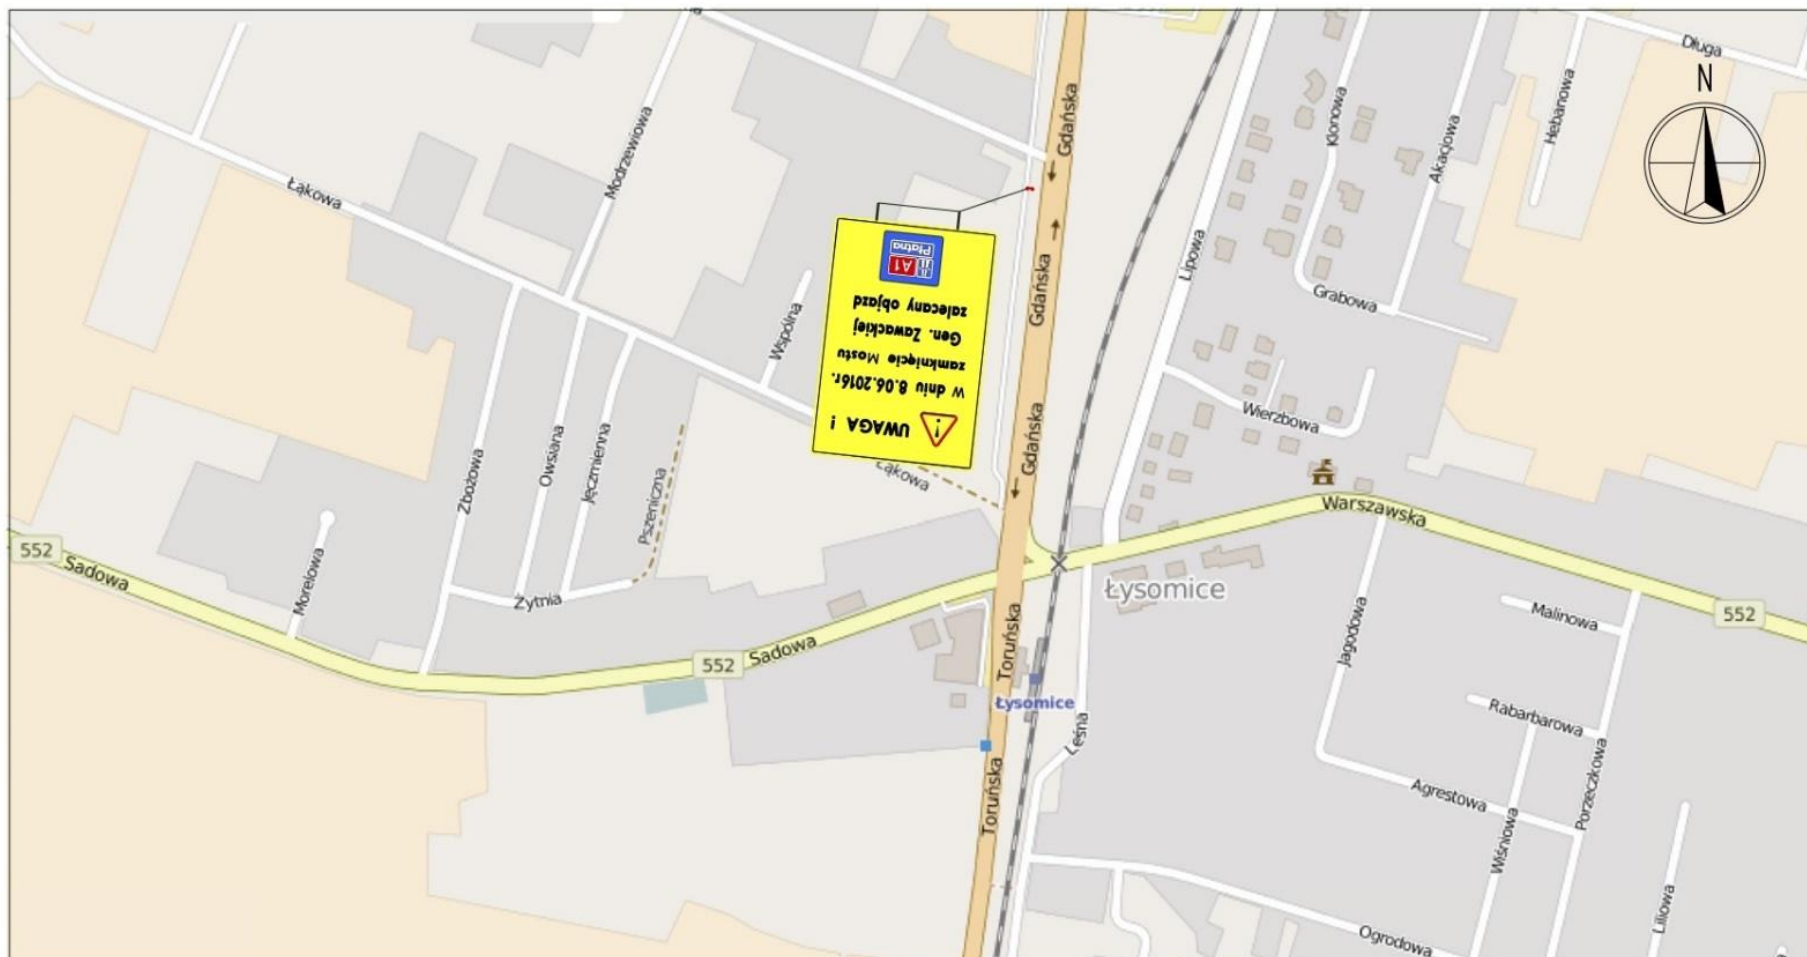 Długa
N
Gdańska
Klonowa
Hebanowa
Akacjowa
Modrzewiowa
Łąkowa
Lipowa
UWAGA !
W dniu 8.06.2016r.
zamknięcie Mostu
Gen. Zawackiej
zalecany objazd
A1
Płatna
Gdańska
Grabowa
Wspólna
Wierzbowa
Gdańska
Łąkowa
Zbożowa
Owsiana
Jęczmienna
Pszeniczna
Warszawska
552
Sadowa
Morelowa
Żytnia
Łysomice
Jagodowa
Malinowa
552
Toruńska
552
Sadowa
Łysomice
Leśna
Rabarbarowa
Toruńska
Agrestowa
Porzeczkowa
Wiśniowa
Liliowa
Ogrodowa